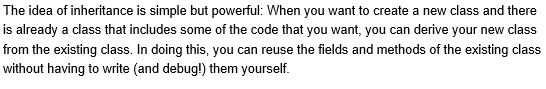 The idea of inheritance is simple but powerful: When you want to create a new class and there
is already a class that includes some of the code that you want, you can derive your new class
from the existing class. In doing this, you can reuse the fields and methods of the existing class
without having to write (and debug!) them yourself.